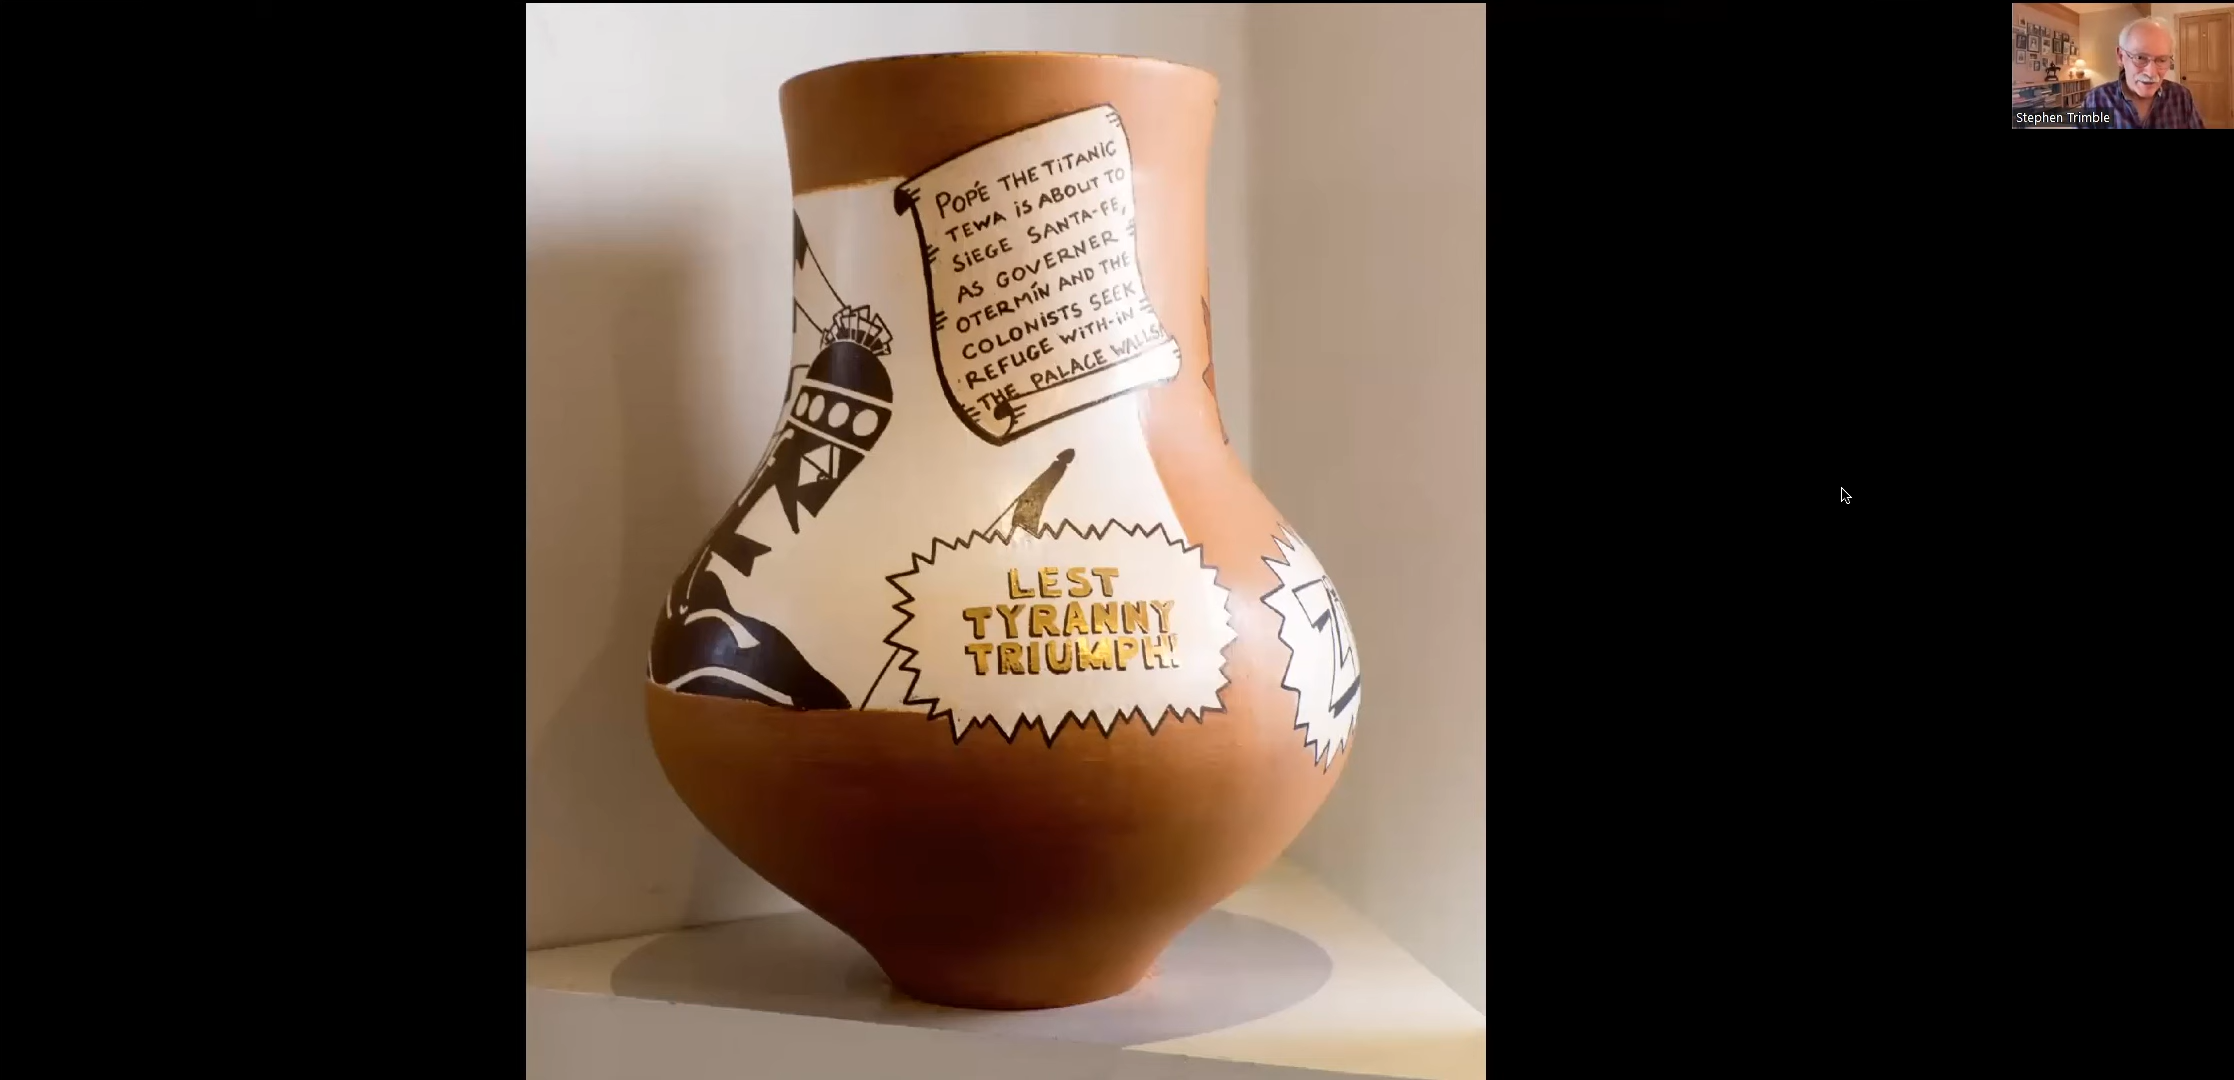 Stephen Trimble
POPÉ THE TITANIC
TEWA IS ABOUT TO
SIEGE SANTA-FE,
AS GOVERNER
OTERMÍN AND THE
COLONISTS SEEK
REFUGE WITH-IN
THE PALACE WALLS!
LEST
TYRANNY
TRIUMPH!